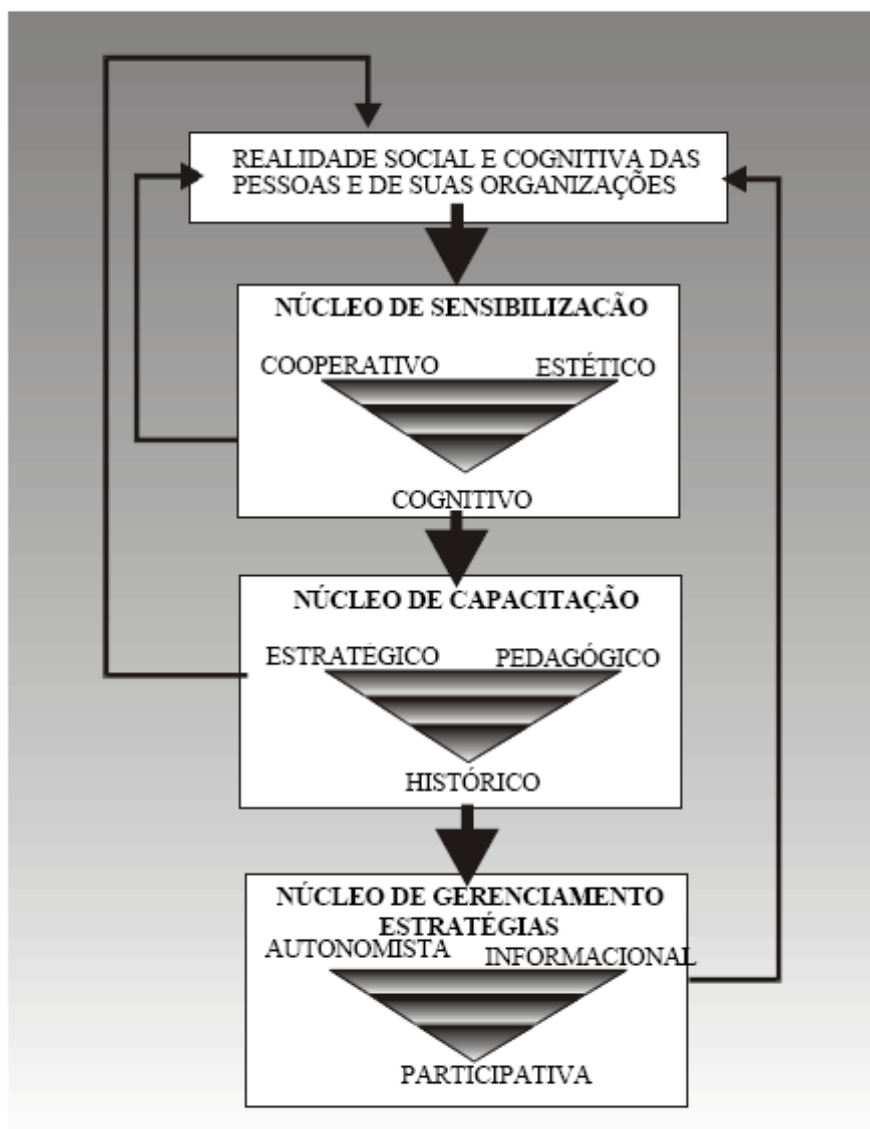 REALIDADE SOCIAL E COGNITIVA DAS
PESSOAS E DE SUAS ORGANIZAÇÕES
NÚCLEO DE SENSIBILIZAÇÃO
COOPERATIVO ESTÉTICO
COGNITIVO
NÚCLEO DE CAPACITAÇÃO
ESTRATÉGICO PEDAGÓGICO
HISTÓRICO
NÚCLEO DE GERENCIAMENTO
ESTRATÉGIAS
AUTONOMISTA INFORMACIONAL
PARTICIPATIVA